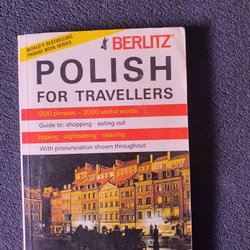 WORLD'S BESTSELLING
PHRASE BOOK SERIES
BERLITZ®
POLISH
FOR TRAVELLERS
1200 phrases - 2000 useful words
Guide to: shopping · eating out
tipping · sightseeing · relaxing
With pronunciation shown throughout